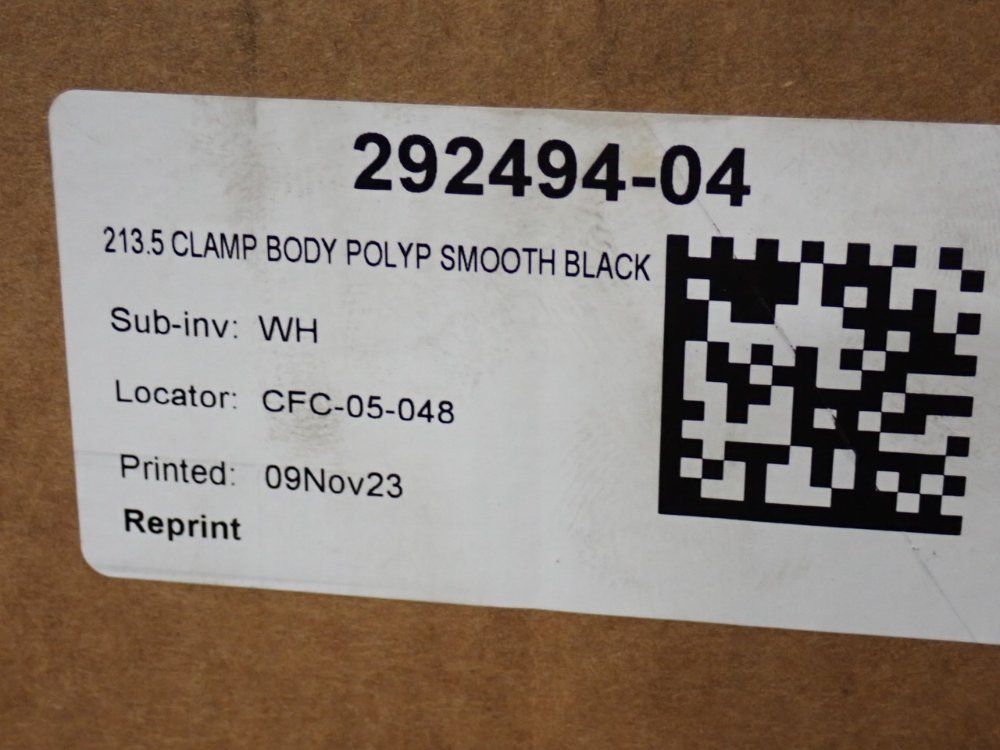 292494-04
213.5 CLAMP BODY POLYP SMOOTH BLACK
Sub-inv: WH
Locator: CFC-05-048
Printed: 09Nov23
Reprint